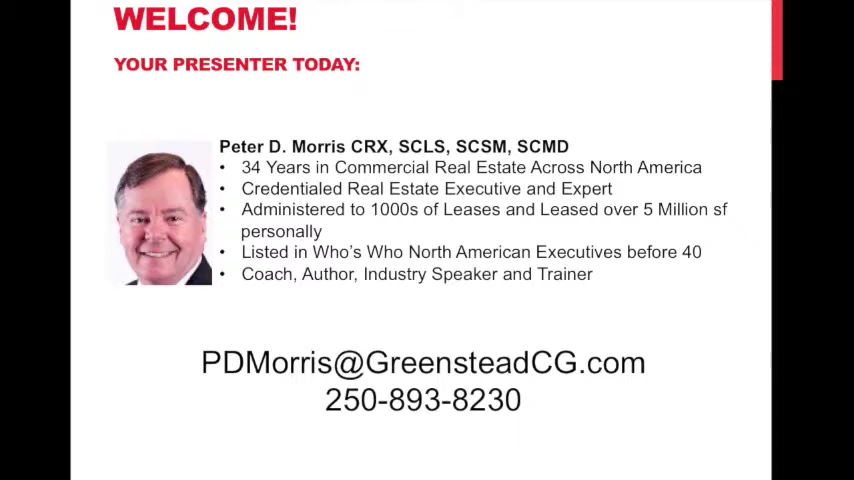 WELCOME!
YOUR PRESENTER TODAY:
Peter D. Morris CRX, SCLS, SCSM, SCMD
• 34 Years in Commercial Real Estate Across North America
• Credentialed Real Estate Executive and Expert
• Administered to 1000s of Leases and Leased over 5 Million sf
personally
• Listed in Who's Who North American Executives before 40
• Coach, Author, Industry Speaker and Trainer
PDMorris@GreensteadCG.com
250-893-8230